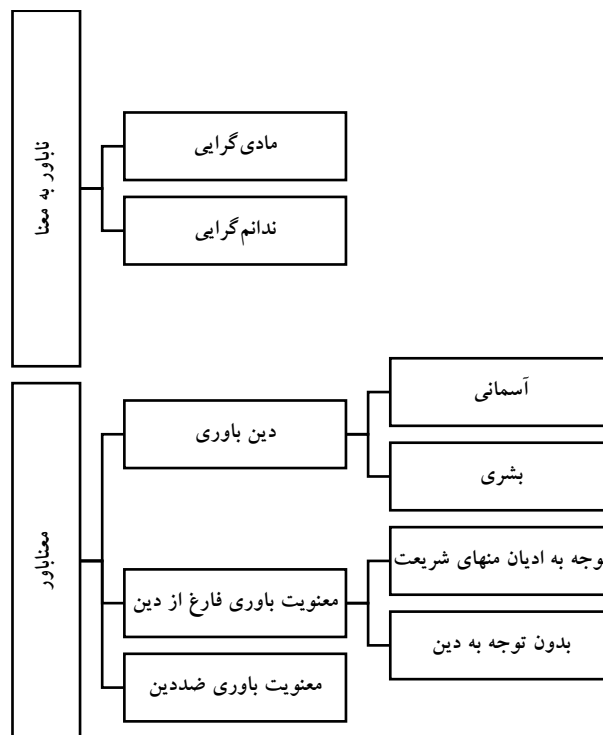 ناباور به معنا
مادی‌گرایی
ندانم‌گرایی
معناباور
دین باوری
آسمانی
بشری
معنویت باوری فارغ از دین
توجه به ادیان منهای شریعت
بدون توجه به دین
معنویت باوری ضددین